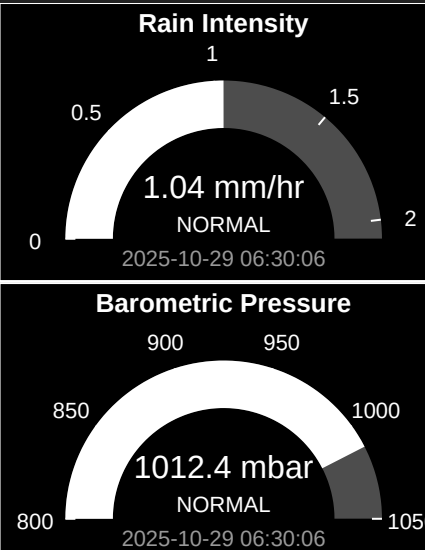 Rain Intensity
1
0.5
1.5
0
2
1.04 mm/hr
NORMAL
2025-10-29 06:30:06
Barometric Pressure
900
950
850
1000
800
105
1012.4 mbar
NORMAL
2025-10-29 06:30:06